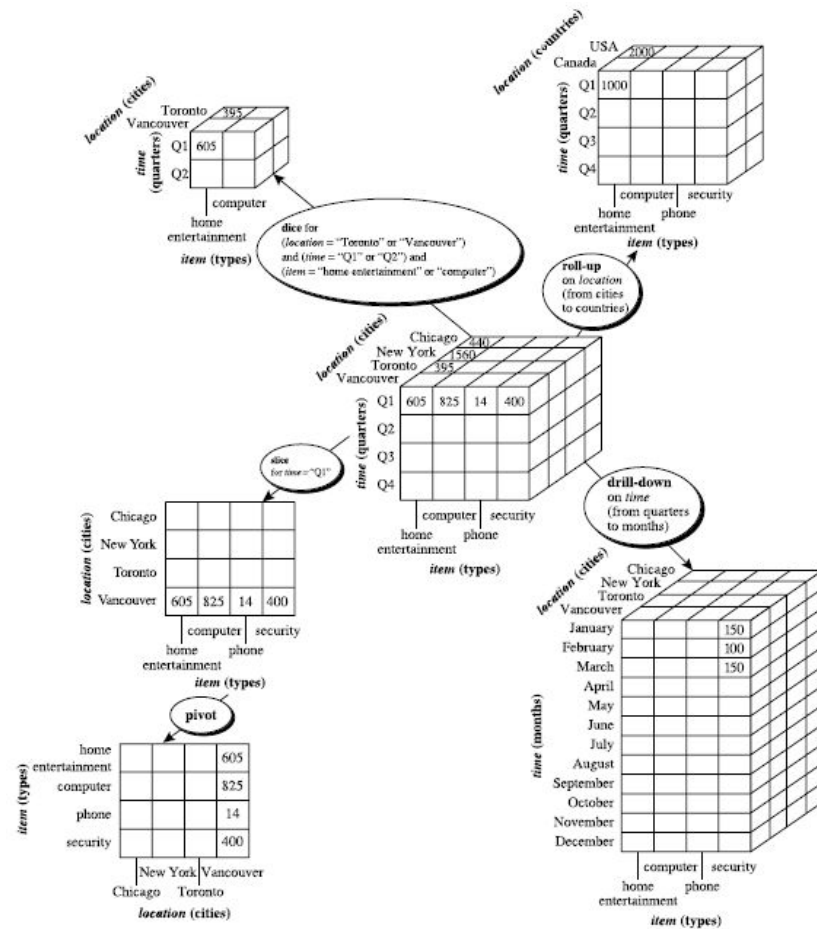 location (countries)
USA
2000
Canada
Q1
1000
Q2
Q3
Q4
time (quarters)
computer
security
home
entertainment
phone
item (types)
location (cities)
Toronto
395
Vancouver
Q1
605
Q2
time
(quarters)
computer
home
entertainment
item (types)
dice for
(location = “Toronto” or “Vancouver”)
and (time = “Q1” or “Q2”) and
(item = “home entertainment” or “computer”)
roll-up
on location
(from cities
to countries)
location (cities)
Chicago
440
New York
1560
Toronto
395
Vancouver
Q1
605 825 14 400
Q2
Q3
Q4
time (quarters)
computer
security
home
entertainment
phone
item (types)
slice
for time = “Q1”
drill-down
on time
(from quarters
to months)
location (cities)
Chicago
New York
Toronto
Vancouver
605 825 14 400
computer
security
home
entertainment
phone
item (types)
pivot
item (types)
home
entertainment
605
computer
825
phone
14
security
400
New York Vancouver
Chicago Toronto
location (cities)
location (cities)
Chicago
New York
Toronto
Vancouver
January
150
February
100
March
150
April
May
June
July
August
September
October
November
December
time (months)
computer
security
home
entertainment
phone
item (types)